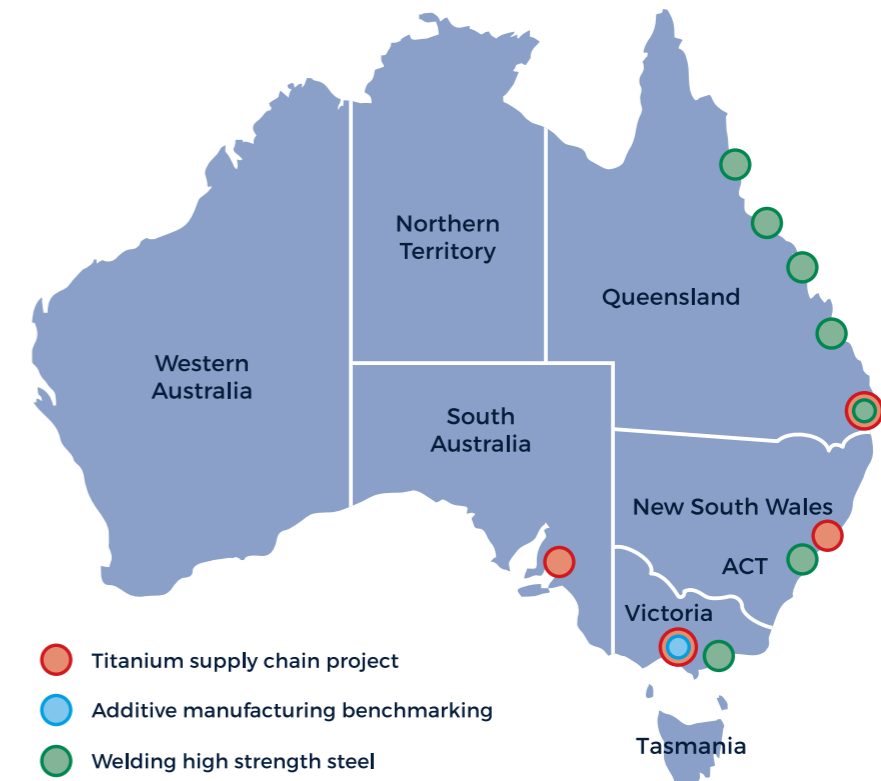 Northern
Territory
Queensland
Western
Australia
South
Australia
New South Wales
ACT
Victoria
Titanium supply chain project
Additive manufacturing benchmarking
Tasmania
Welding high strength steel